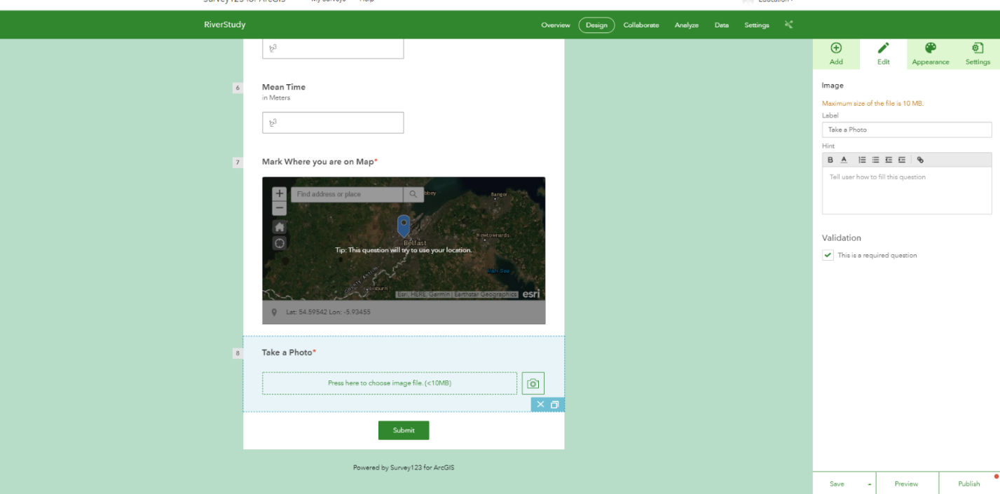 Survey123 for ArcGIS My Surveys Help Education
RiverStudy Overview Design Collaborate Analyze Data Settings
Add Edit Appearance Settings
123
6 Mean Time
in Meters
123
7 Mark Where you are on Map*
+ Find address or place
−
Bangor
Newtownards
Belfast
Tip: This question will try to use your location.
Irish Sea
County Antrim
Lisburn
Esri, HERE, Garmin | Earthstar Geographics esri
Lat: 54.59542 Lon: -5.93455
8 Take a Photo*
Press here to choose image file. (<10MB)
Submit
Powered by Survey123 for ArcGIS
Image
Maximum size of the file is 10 MB.
Label
Take a Photo
Hint
B A
Tell user how to fill this question
Validation
This is a required question
Save Preview Publish